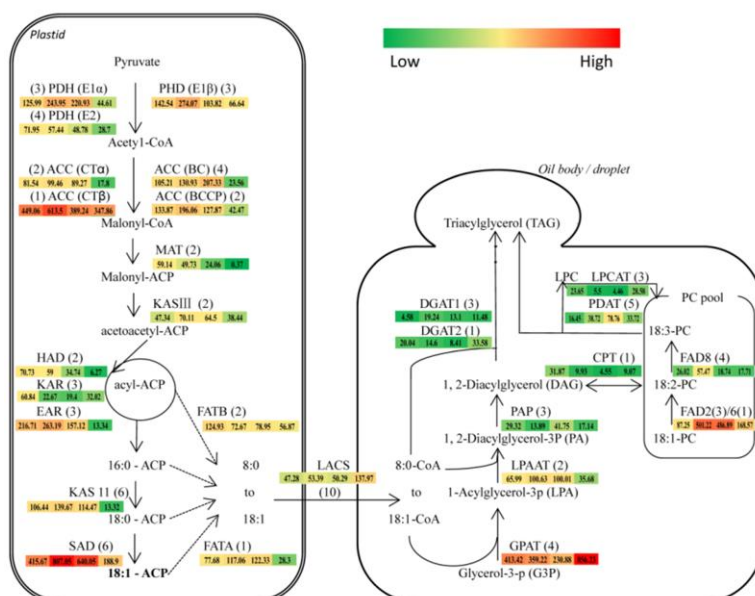 Plastid
Low
High
Pyruvate
(3) PDH (E1α)
PHD (E1β) (3)
125.99 243.95 220.93 44.61
142.54 274.07 103.82 66.64
(4) PDH (E2)
71.95 57.44 48.78 28.7
Acety1-CoA
(2) ACC (CTα)
ACC (BC) (4)
81.54 99.46 89.27 17.8
105.21 130.93 207.33 23.56
(1) ACC (CTβ)
ACC (BCCP) (2)
449.06 613.5 389.24 347.86
133.87 196.06 127.87 42.47
Malonyl-CoA
MAT (2)
59.14 49.73 24.06 0.37
Malonyl-ACP
KASⅢ (2)
47.34 70.11 64.5 38.44
acetoacetyl-ACP
HAD (2)
70.73 59 34.74 6.27
KAR (3)
60.84 22.67 19.4 32.02
acyl-ACP
EAR (3)
216.71 263.19 157.12 13.34
FATB (2)
124.93 72.67 78.95 56.87
16:0 - ACP
8:0
KAS 11 (6)
106.44 139.67 114.47 13.32
to
18:0 - ACP
18:1
SAD (6)
415.67 640.05 188.9
FATA (1)
77.68 117.06 122.33 28.3
18:1 - ACP
LACS
47.28 53.39 50.29 137.97
(10)
Oil body / droplet
Triacylglycerol (TAG)
LPC
LPCAT (3)
23.65 5.5 4.46 28.58
PDAT (5)
16.45 38.72 78.76 33.72
PC pool
DGAT1 (3)
4.58 19.24 13.1 11.48
DGAT2 (1)
20.04 14.6 8.41 33.58
18:3-PC
CPT (1)
31.87 9.93 4.55 9.07
FAD8 (4)
26.02 57.47 18.74 17.71
1, 2-Diacylglycerol (DAG)
18:2-PC
PAP (3)
29.32 13.89 41.75 17.14
FAD2(3)/6(1)
87.25 501.22 486.89 168.57
1, 2-Diacylglycerol-3P (PA)
18:1-PC
LPAAT (2)
65.99 100.63 100.01 35.68
8:0-CoA
to
1-Acylglycerol-3p (LPA)
18:1-CoA
GPAT (4)
413.42 359.22 230.88
Glycerol-3-p (G3P)